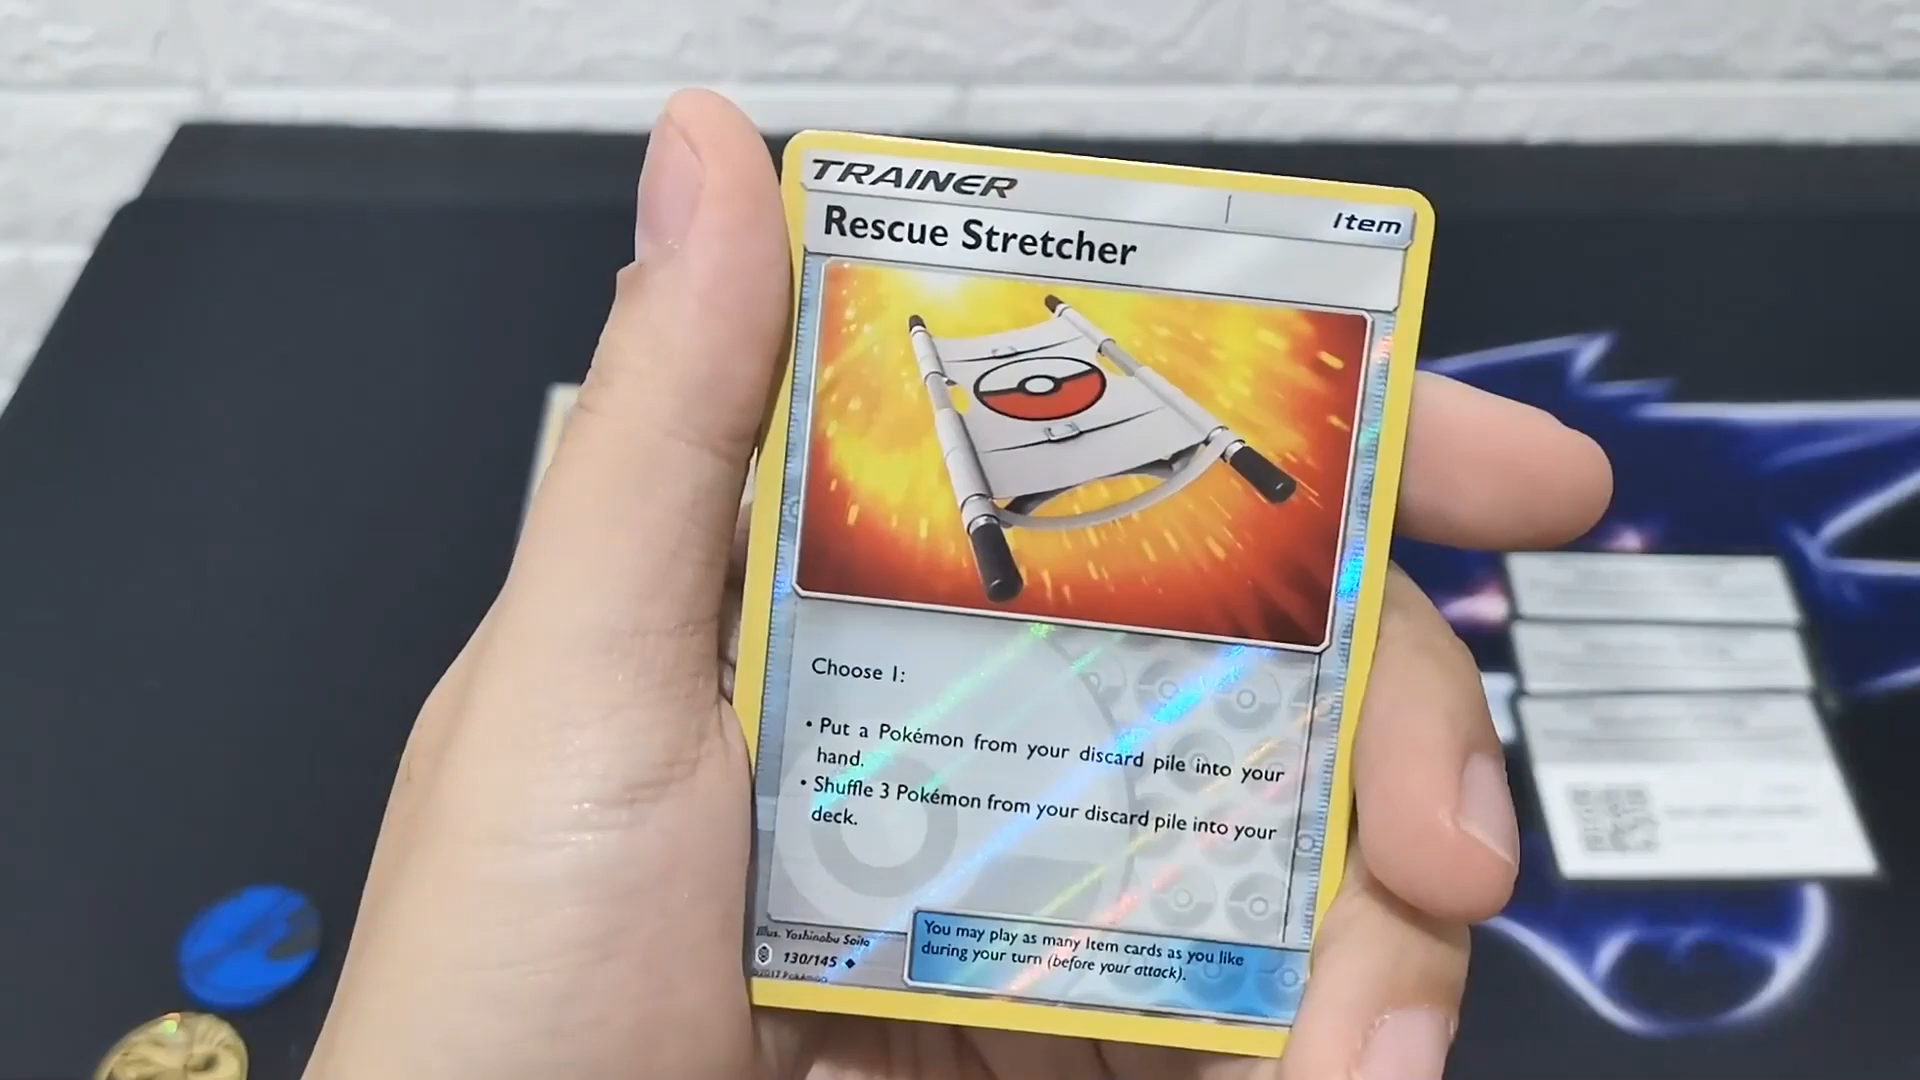 TRAINER
Item
Rescue Stretcher
Choose 1:
• Put a Pokémon from your discard pile into your
hand.
• Shuffle 3 Pokémon from your discard pile into your
deck.
Illus. Yoshinobu Saito
130/145
©2017 Pokémon
You may play as many Item cards as you like
during your turn (before your attack).